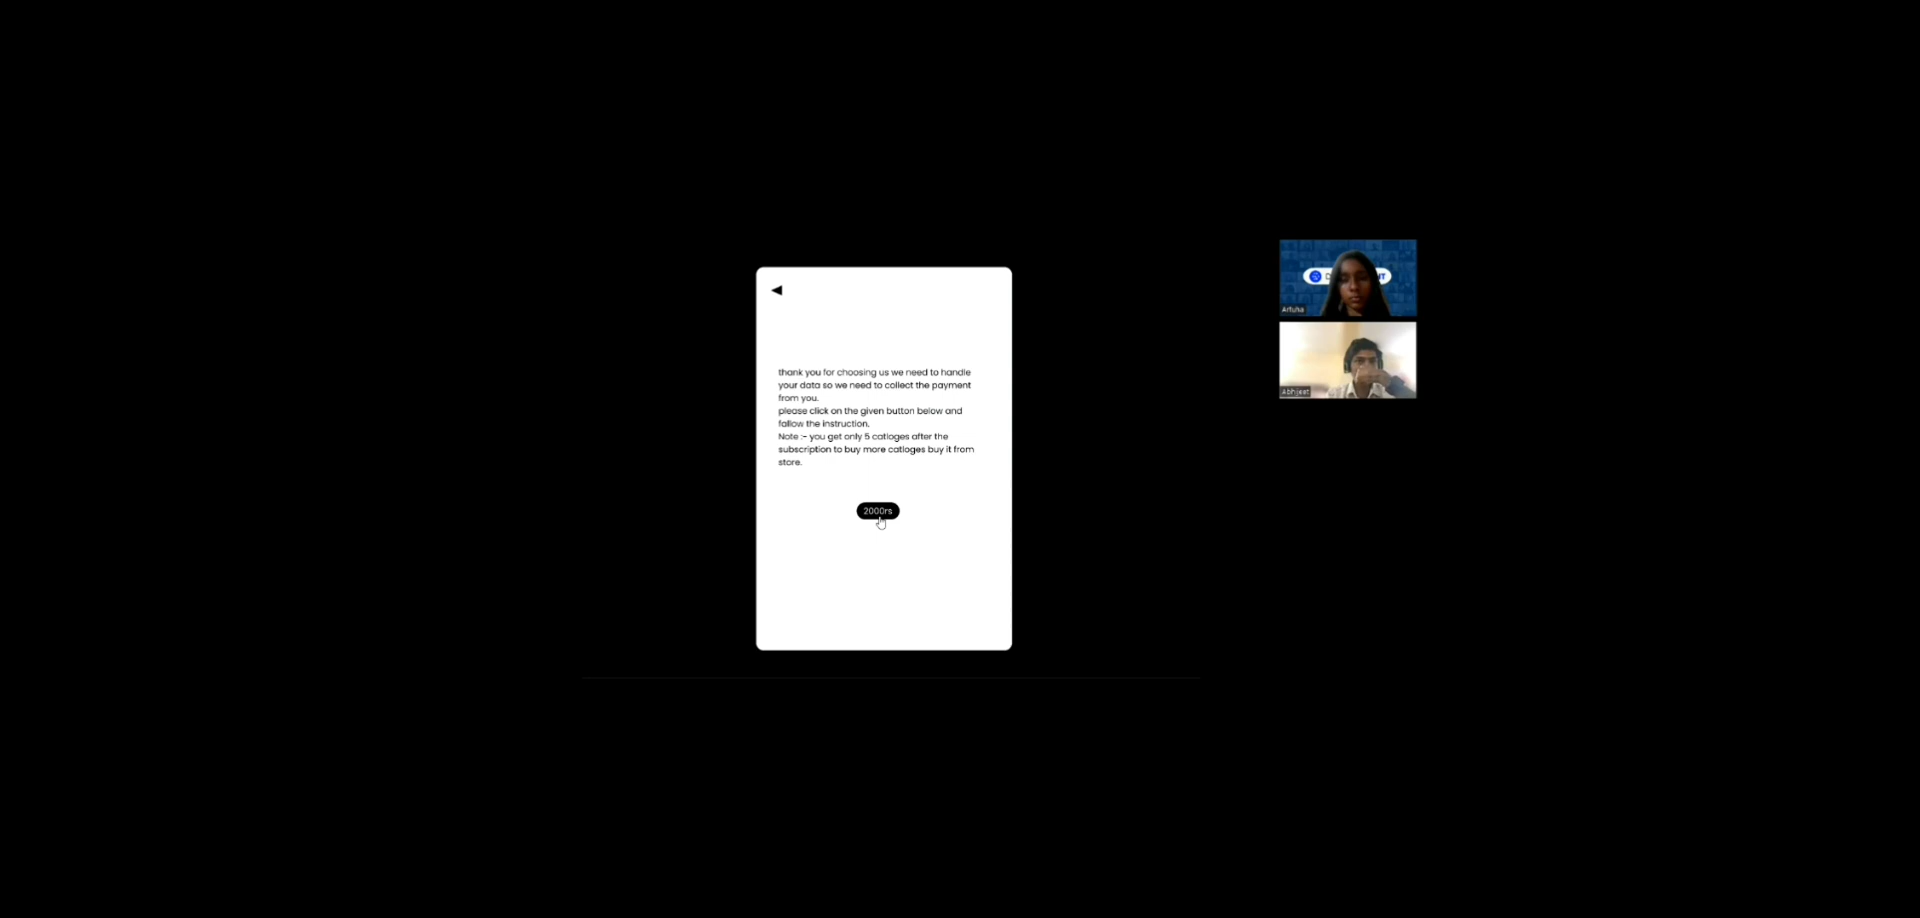 thank you for choosing us we need to handle
your data so we need to collect the payment
from you.
please click on the given button below and
fallow the instruction.
Note :- you get only 5 catloges after the
subscription to buy more catloges buy it from
store.
2000rs
Abhijeet